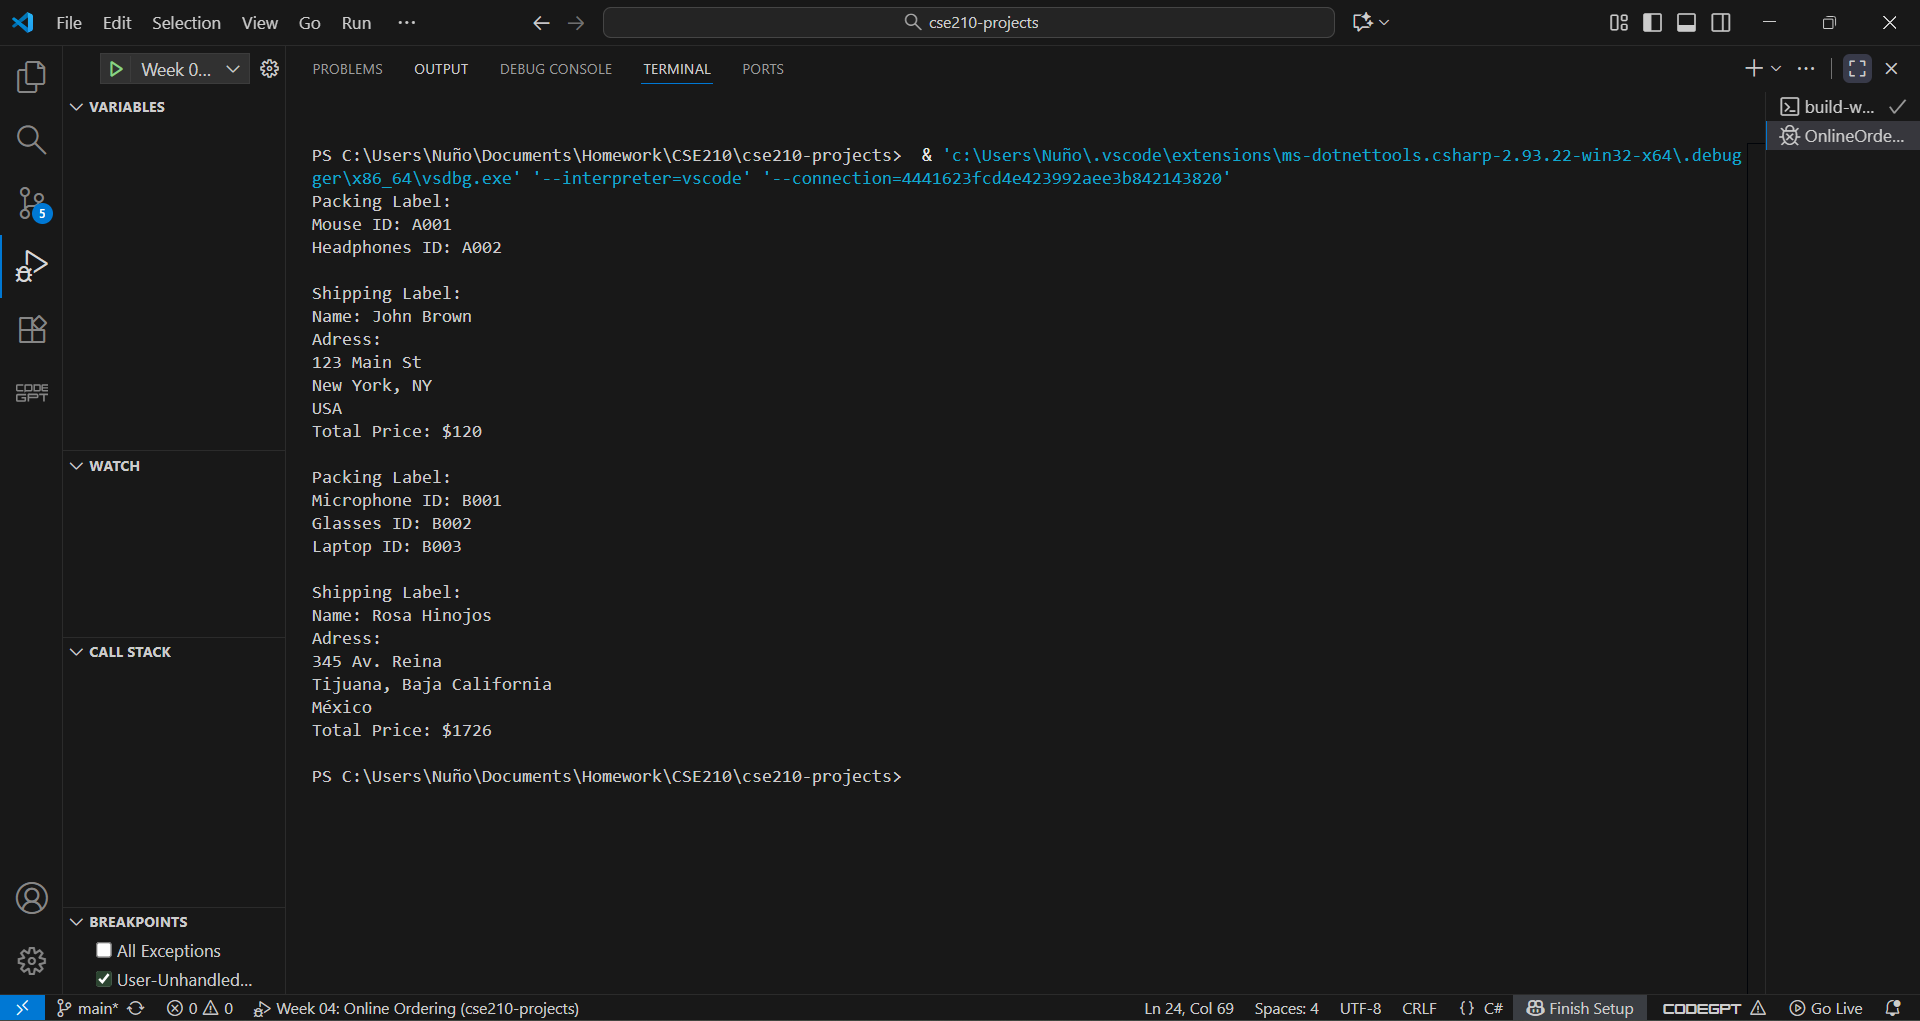 File Edit Selection View Go Run ···
cse210-projects
Week 0...
PROBLEMS OUTPUT DEBUG CONSOLE TERMINAL PORTS
VARIABLES
WATCH
CALL STACK
BREAKPOINTS
All Exceptions
User-Unhandled...
5
CODE
GPT
PS C:\Users\Nuño\Documents\Homework\CSE210\cse210-projects>  & 'c:\Users\Nuño\.vscode\extensions\ms-dotnettools.csharp-2.93.22-win32-x64\.debug
ger\x86_64\vsdbg.exe' '--interpreter=vscode' '--connection=4441623fcd4e423992aee3b842143820'
Packing Label:
Mouse ID: A001
Headphones ID: A002
Shipping Label:
Name: John Brown
Adress:
123 Main St
New York, NY
USA
Total Price: $120
Packing Label:
Microphone ID: B001
Glasses ID: B002
Laptop ID: B003
Shipping Label:
Name: Rosa Hinojos
Adress:
345 Av. Reina
Tijuana, Baja California
México
Total Price: $1726
PS C:\Users\Nuño\Documents\Homework\CSE210\cse210-projects>
build-w...
OnlineOrde...
main* 0 0 Week 04: Online Ordering (cse210-projects) Ln 24, Col 69 Spaces: 4 UTF-8 CRLF {} C# Finish Setup CODEGPT Go Live